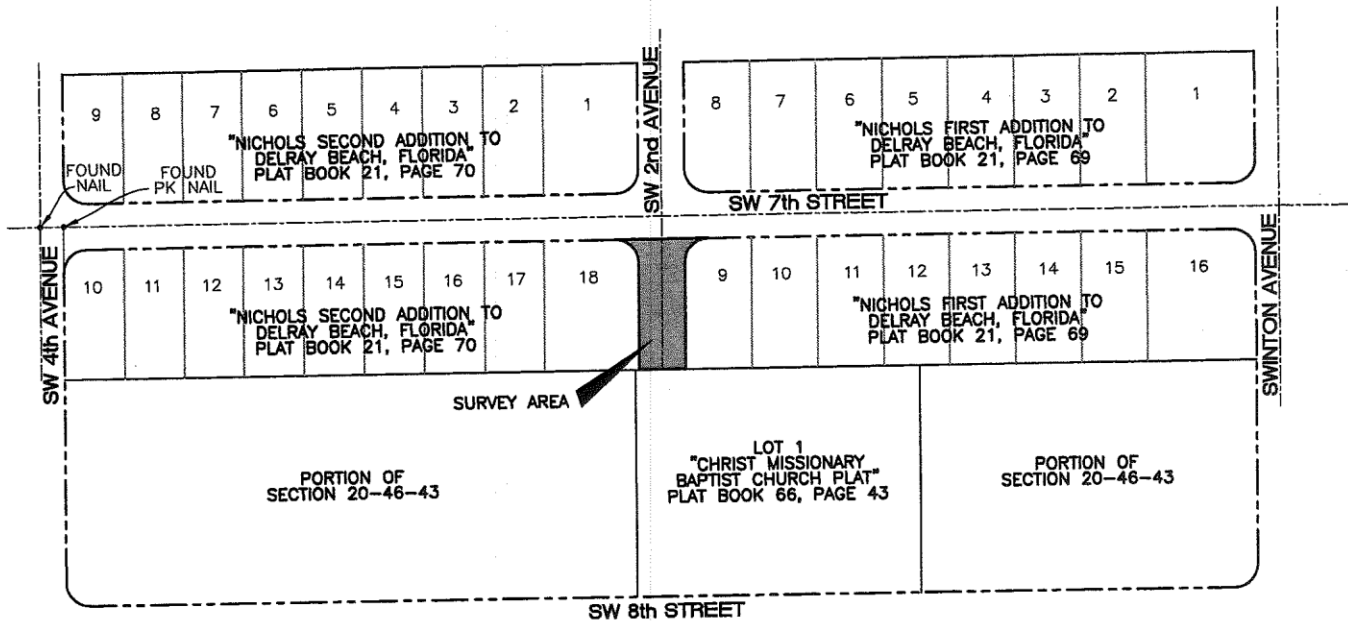 9 8 7 6 5 4 3 2 1
"NICHOLS SECOND ADDITION TO
DELRAY BEACH, FLORIDA"
PLAT BOOK 21, PAGE 70
SW 2nd AVENUE
8 7 6 5 4 3 2 1
"NICHOLS FIRST ADDITION TO
DELRAY BEACH, FLORIDA"
PLAT BOOK 21, PAGE 69
FOUND
NAIL
FOUND
PK NAIL
SW 7th STREET
SW 4th AVENUE
10 11 12 13 14 15 16 17 18
"NICHOLS SECOND ADDITION TO
DELRAY BEACH, FLORIDA"
PLAT BOOK 21, PAGE 70
9 10 11 12 13 14 15 16
"NICHOLS FIRST ADDITION TO
DELRAY BEACH, FLORIDA"
PLAT BOOK 21, PAGE 69
SWINTON AVENUE
SURVEY AREA
PORTION OF
SECTION 20-46-43
LOT 1
"CHRIST MISSIONARY
BAPTIST CHURCH PLAT"
PLAT BOOK 66, PAGE 43
PORTION OF
SECTION 20-46-43
SW 8th STREET